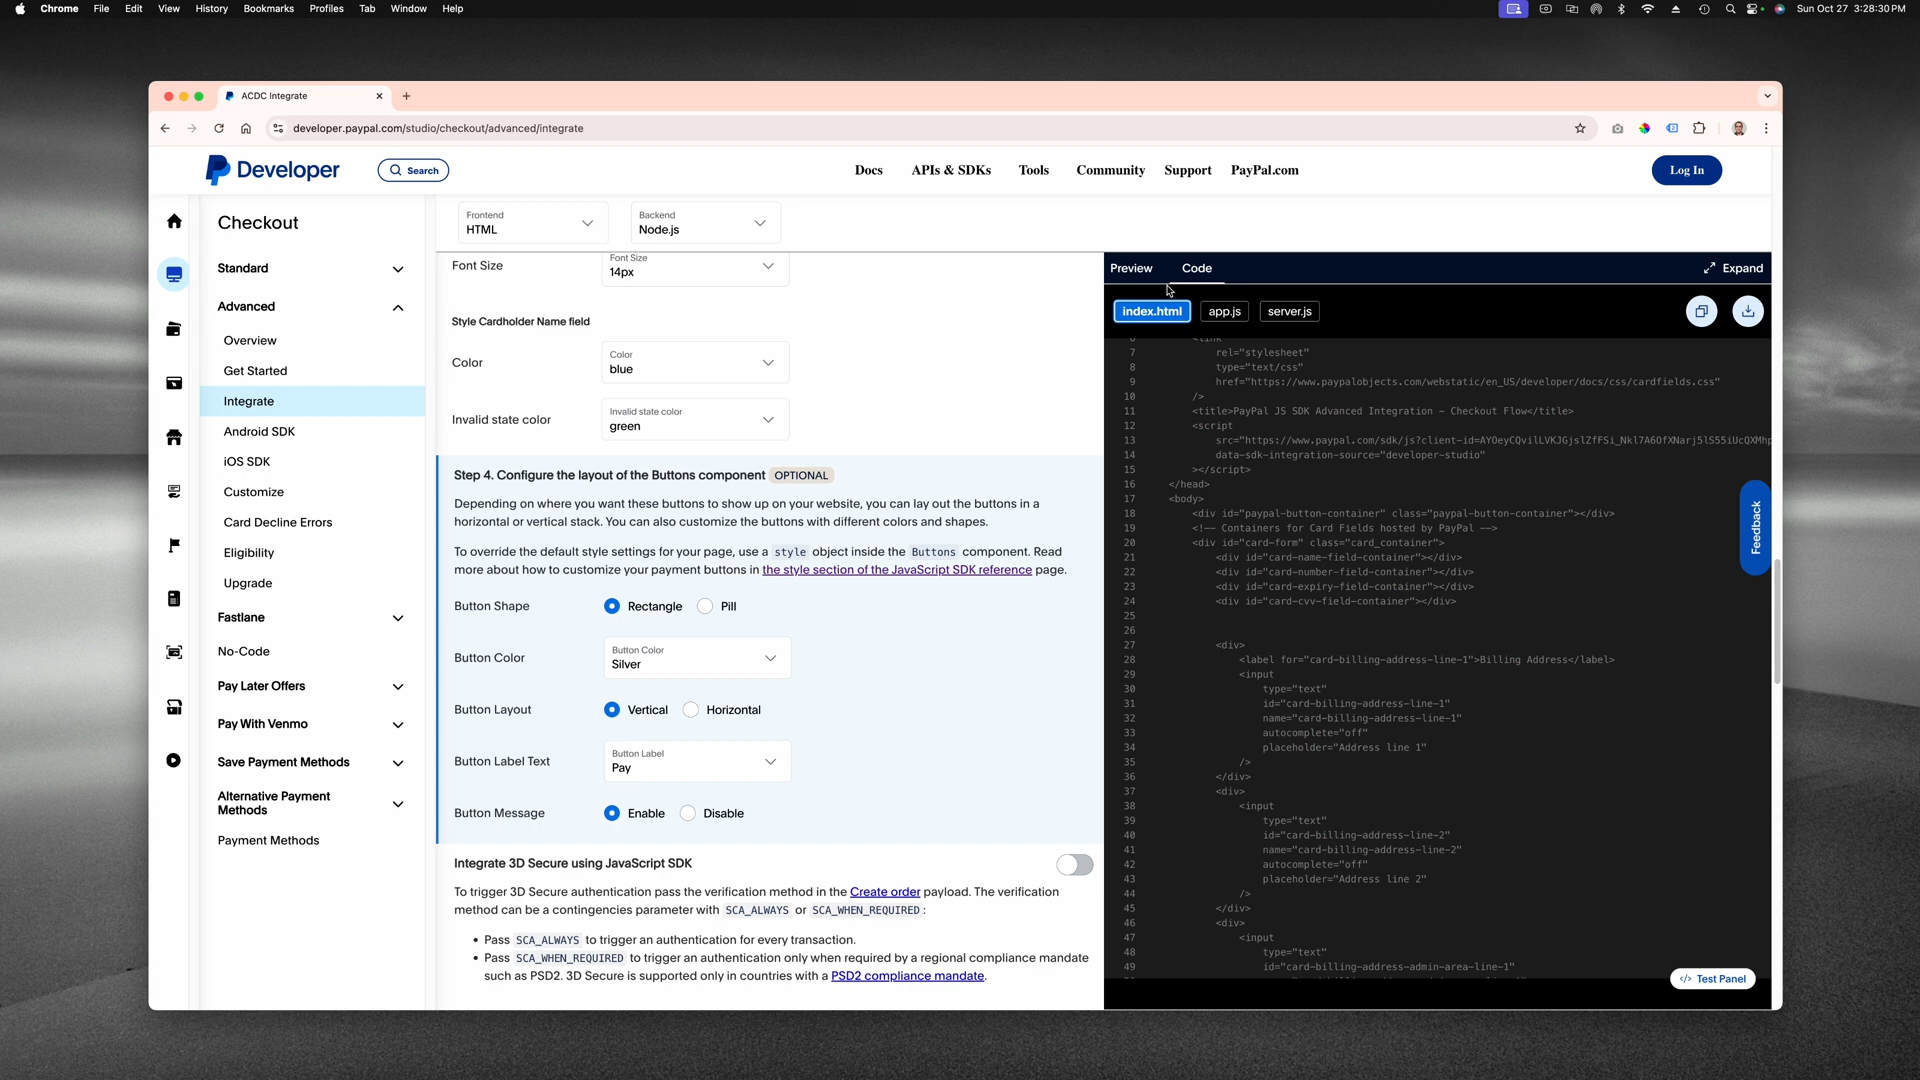 Chrome File Edit View History Bookmarks Profiles Tab Window Help
Sun Oct 27 3:28:30 PM
ACDC Integrate
developer.paypal.com/studio/checkout/advanced/integrate
Developer
Search
Docs APIs & SDKs Tools Community Support PayPal.com
Log In
Checkout
Standard
Advanced
Overview
Get Started
Integrate
Android SDK
iOS SDK
Customize
Card Decline Errors
Eligibility
Upgrade
Fastlane
No-Code
Pay Later Offers
Pay With Venmo
Save Payment Methods
Alternative Payment
Methods
Payment Methods
Frontend
HTML
Backend
Node.js
Font Size
Font Size
14px
Style Cardholder Name field
Color
Color
blue
Invalid state color
Invalid state color
green
Step 4. Configure the layout of the Buttons component OPTIONAL
Depending on where you want these buttons to show up on your website, you can lay out the buttons in a
horizontal or vertical stack. You can also customize the buttons with different colors and shapes.
To override the default style settings for your page, use a style object inside the Buttons component. Read
more about how to customize your payment buttons in the style section of the JavaScript SDK reference page.
Button Shape
Rectangle Pill
Button Color
Button Color
Silver
Button Layout
Vertical Horizontal
Button Label Text
Button Label
Pay
Button Message
Enable Disable
Integrate 3D Secure using JavaScript SDK
To trigger 3D Secure authentication pass the verification method in the Create order payload. The verification
method can be a contingencies parameter with SCA_ALWAYS or SCA_WHEN_REQUIRED:
• Pass SCA_ALWAYS to trigger an authentication for every transaction.
• Pass SCA_WHEN_REQUIRED to trigger an authentication only when required by a regional compliance mandate
such as PSD2. 3D Secure is supported only in countries with a PSD2 compliance mandate.
Preview Code
Expand
index.html app.js server.js
7 rel="stylesheet"
8 type="text/css"
9 href="https://www.paypalobjects.com/webstatic/en_US/developer/docs/css/cardfields.css"
10 />
11 <title>PayPal JS SDK Advanced Integration - Checkout Flow</title>
12 <script
13 src="https://www.paypal.com/sdk/js?client-id=
14 data-sdk-integration-source="developer-studio"
15 ></script>
16 </head>
17 <body>
18 <div id="paypal-button-container" class="paypal-button-container"></div>
19 <!-- Containers for Card Fields hosted by PayPal -->
20 <div id="card-form" class="card_container">
21 <div id="card-name-field-container"></div>
22 <div id="card-number-field-container"></div>
23 <div id="card-expiry-field-container"></div>
24 <div id="card-cvv-field-container"></div>
25
26
27 <div>
28 <label for="card-billing-address-line-1">Billing Address</label>
29 <input
30 type="text"
31 id="card-billing-address-line-1"
32 name="card-billing-address-line-1"
33 autocomplete="off"
34 placeholder="Address line 1"
35 />
36 </div>
37 <div>
38 <input
39 type="text"
40 id="card-billing-address-line-2"
41 name="card-billing-address-line-2"
42 autocomplete="off"
43 placeholder="Address line 2"
44 />
45 </div>
46 <div>
47 <input
48 type="text"
49 id="card-billing-address-admin-area-line-1"
Feedback
</> Test Panel